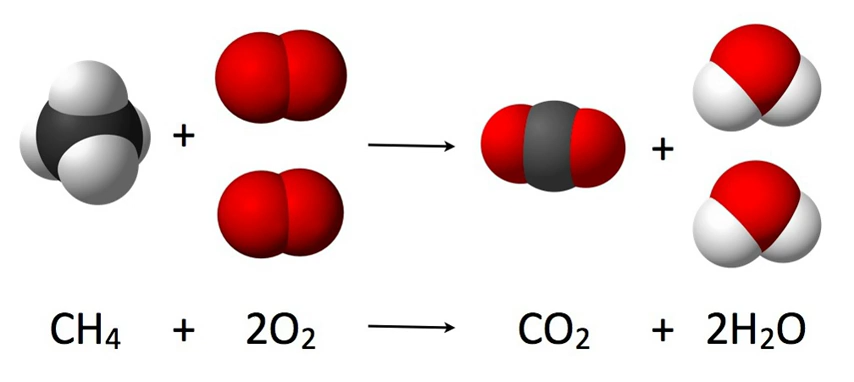 + → +
CH₄ + 2O₂ → CO₂ + 2H₂O